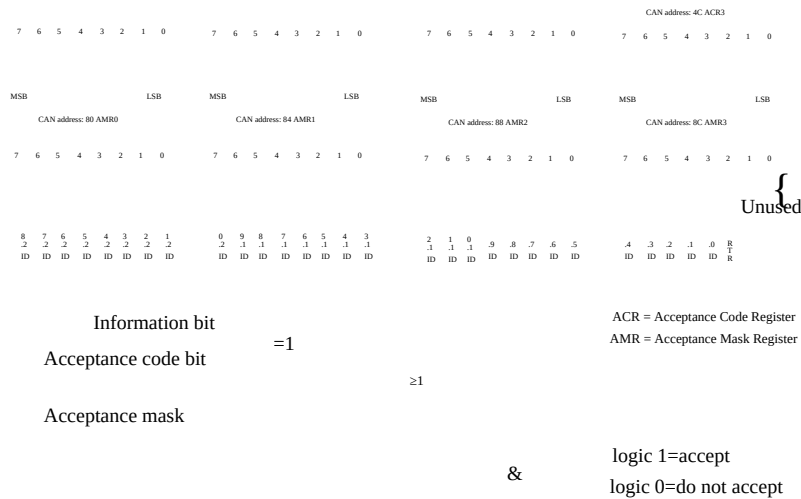 CAN address: 4C ACR3
7 6 5 4 3 2 1 0
7 6 5 4 3 2 1 0
7 6 5 4 3 2 1 0
7 6 5 4 3 2 1 0
MSB LSB
MSB LSB
MSB LSB
MSB LSB
CAN address: 80 AMR0
CAN address: 84 AMR1
CAN address: 88 AMR2
CAN address: 8C AMR3
7 6 5 4 3 2 1 0
7 6 5 4 3 2 1 0
7 6 5 4 3 2 1 0
7 6 5 4 3 2 1 0
{
Unused
ID.28 ID.27 ID.26 ID.25 ID.24 ID.23 ID.22 ID.21
ID.20 ID.19 ID.18 ID.17 ID.16 ID.15 ID.14 ID.13
ID.12 ID.11 ID.10 ID.9 ID.8 ID.7 ID.6 ID.5
ID.4 ID.3 ID.2 ID.1 ID.0 RTR
Information bit
=1
Acceptance code bit
≥1
Acceptance mask
&
ACR = Acceptance Code Register
AMR = Acceptance Mask Register
logic 1=accept
logic 0=do not accept